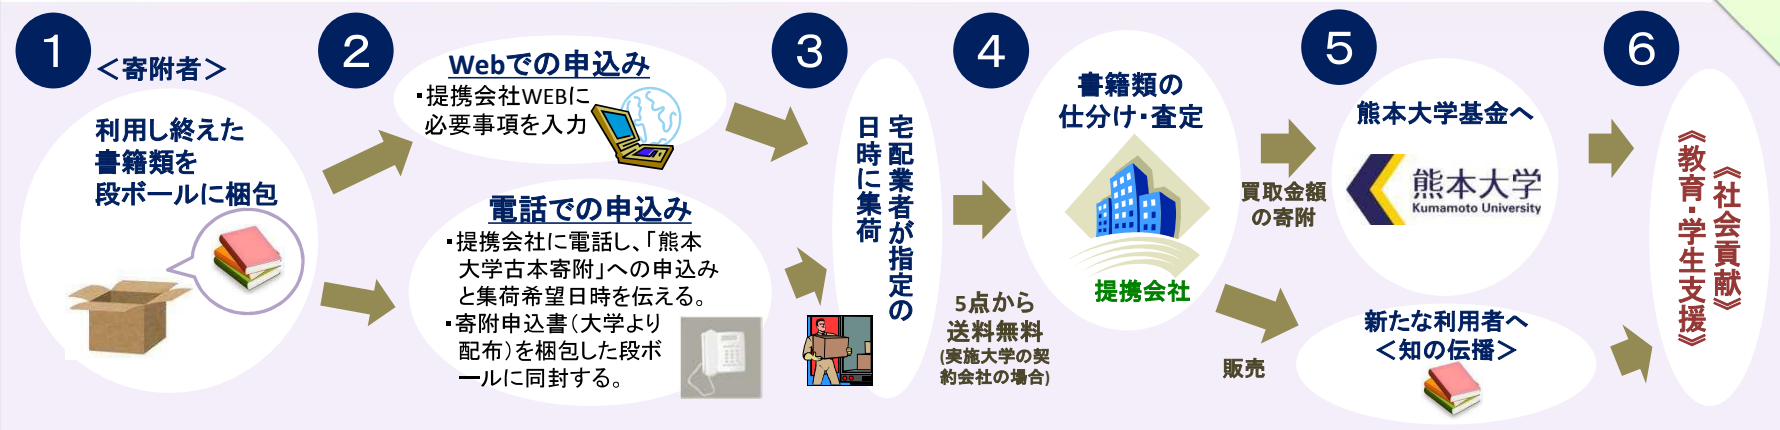 1
＜寄附者＞
利用し終えた
書籍類を
段ボールに梱包
2
Webでの申込み
・提携会社WEBに
必要事項を入力
電話での申込み
・提携会社に電話し、「熊本
大学古本寄附」への申込み
と集荷希望日時を伝える。
・寄附申込書（大学より
配布）を梱包した段ボ
ールに同封する。
3
宅配業者が指定の
日時に集荷
4
5点から
送料無料
(実施大学の契
約会社の場合)
書籍類の
仕分け・査定
提携会社
買取金額
の寄附
販売
5
熊本大学基金へ
熊本大学
Kumamoto University
新たな利用者へ
＜知の伝播＞
6
《社会貢献》
《教育・学生支援》